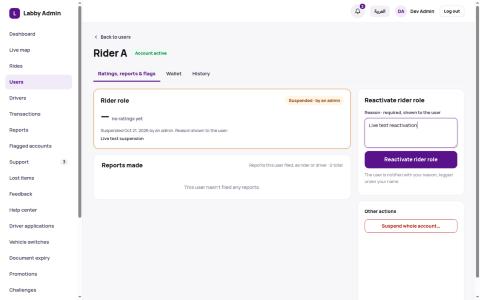 L Labby Admin
العربية
DA Dev Admin
Log out
Dashboard
Live map
Rides
Users
Drivers
Transactions
Reports
Flagged accounts
Support 3
Lost items
Feedback
Help center
Driver applications
Vehicle switches
Document expiry
Promotions
Challenges
Back to users
Rider A Account active
Ratings, reports & flags Wallet History
Rider role Suspended · by an admin
— no ratings yet
Suspended Oct 21, 2026 by an admin. Reason shown to the user:
Live test suspension
Reports made Reports this user filed, as rider or driver · 0 total
This user hasn't filed any reports.
Reactivate rider role
Reason · required, shown to the user
Live test reactivation
Reactivate rider role
The user is notified with your reason, logged
under your name.
Other actions
Suspend whole account…